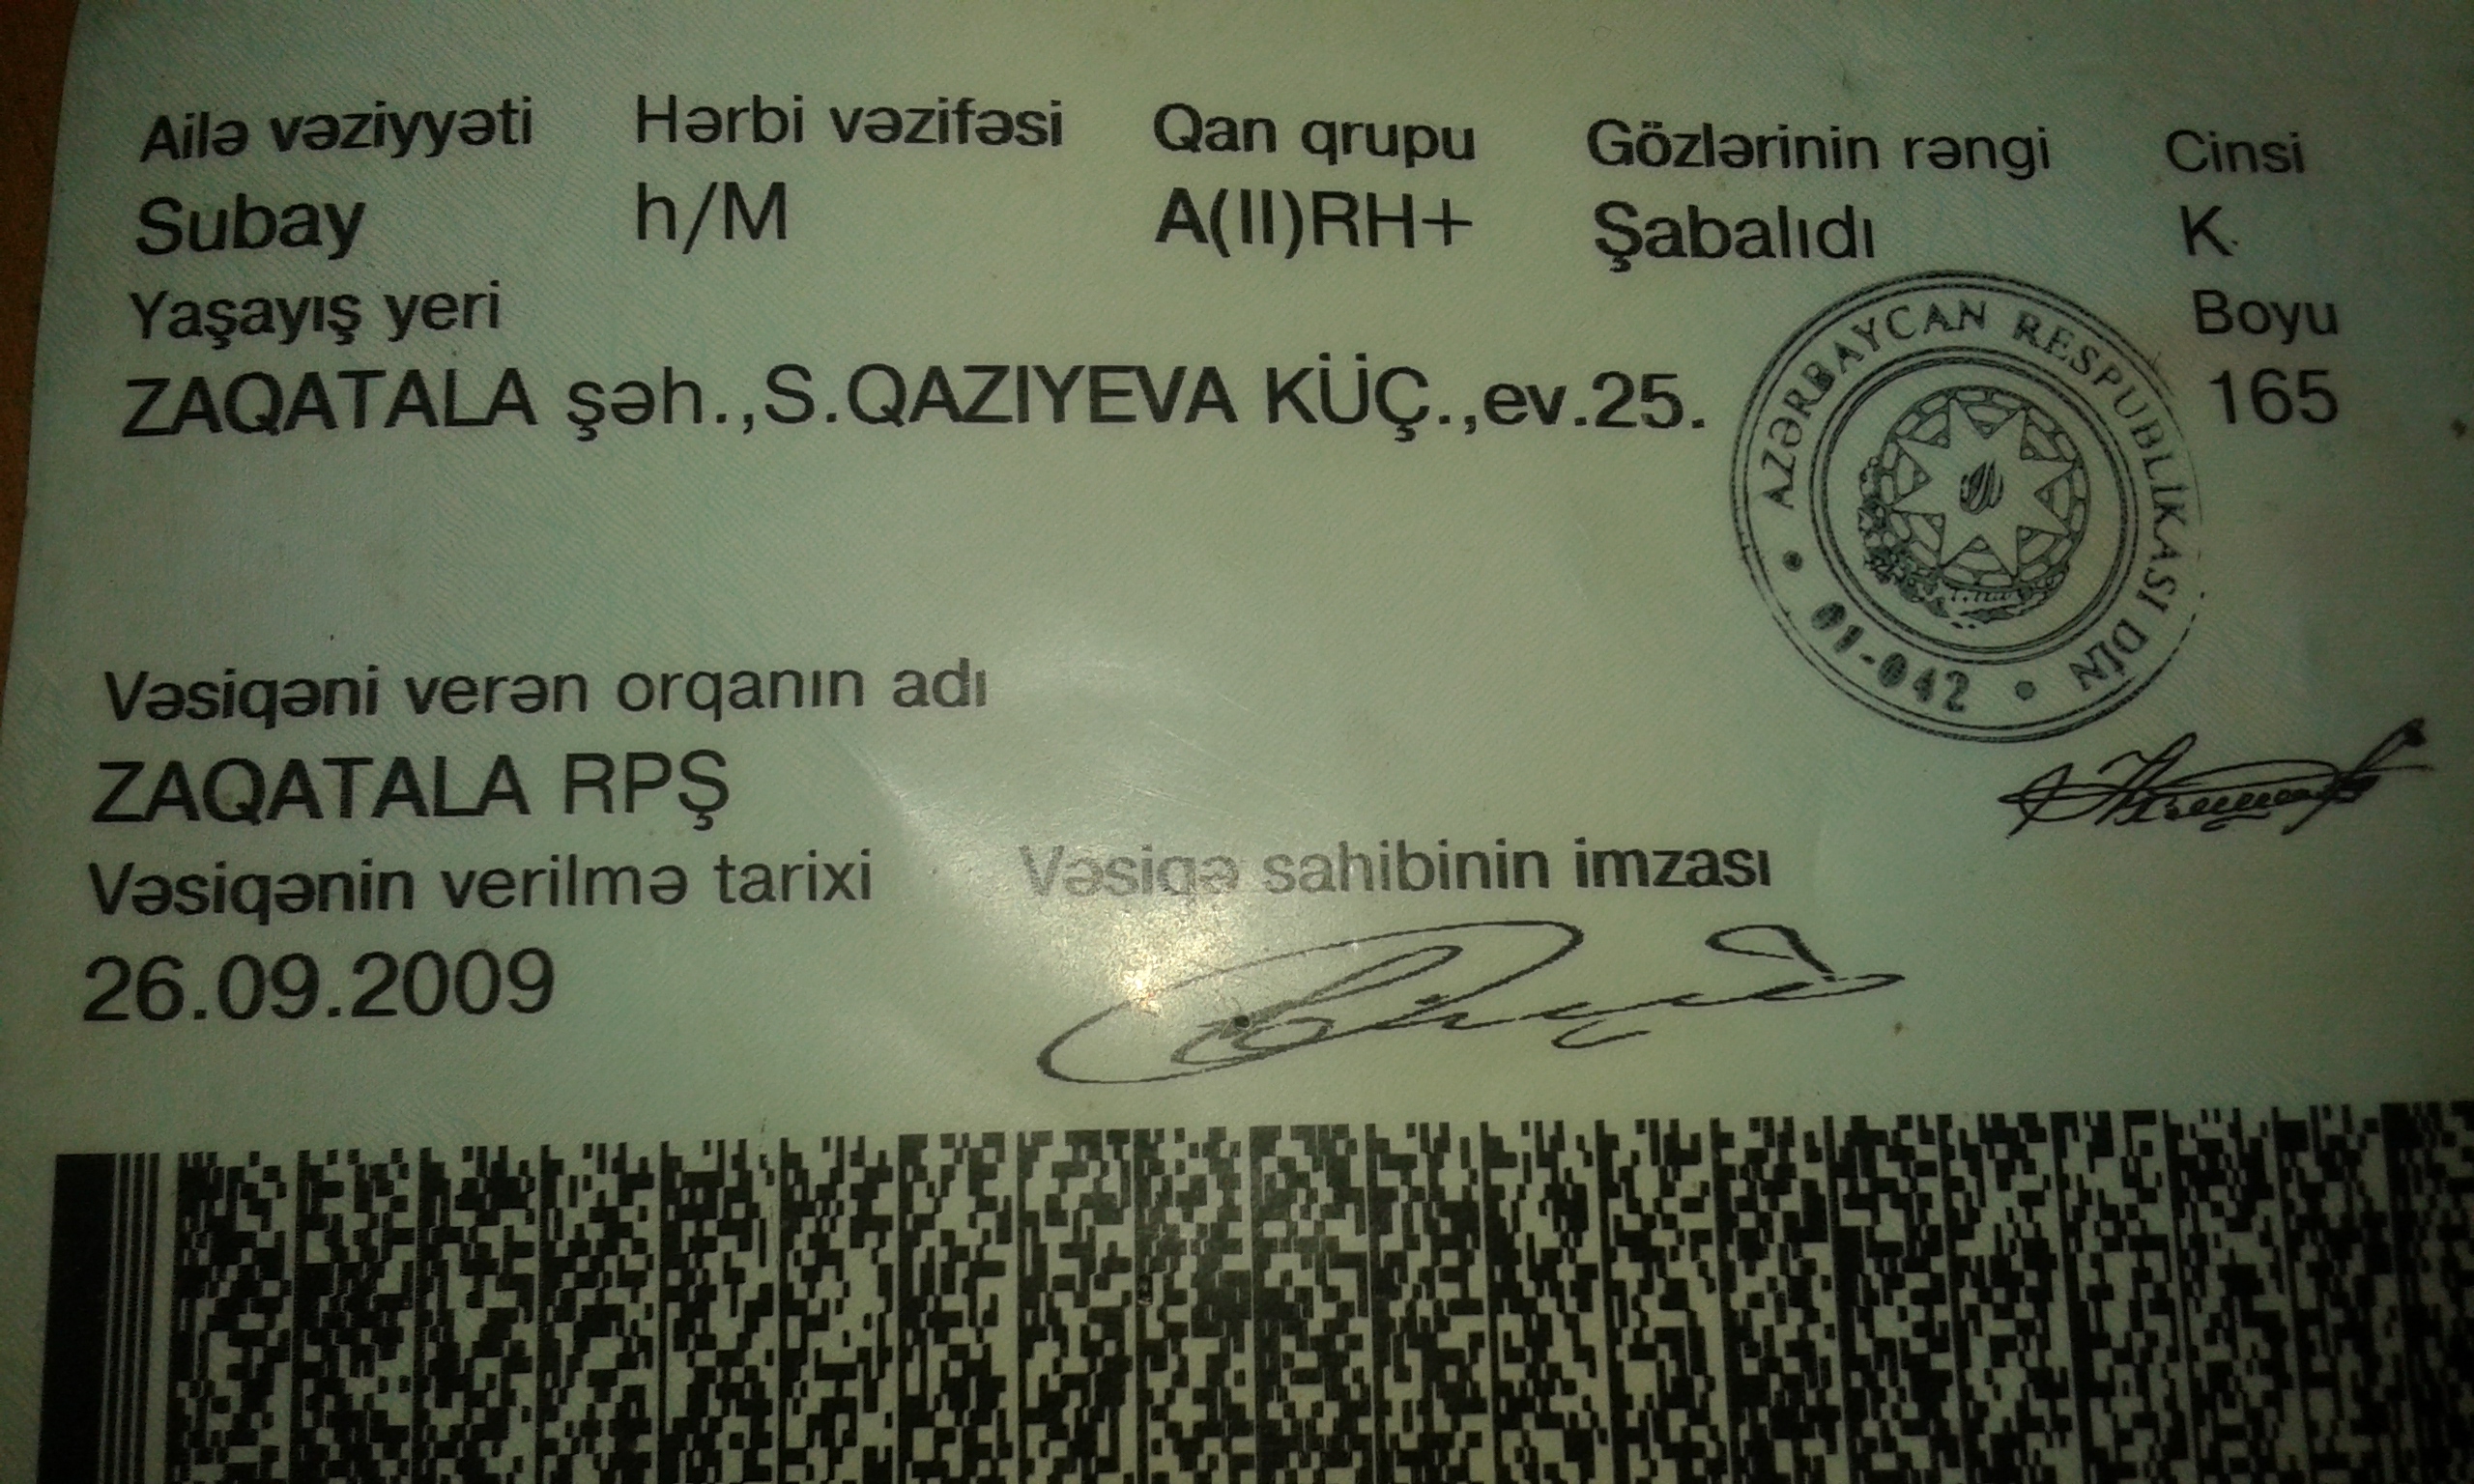 Ailə vəziyyəti Hərbi vəzifəsi Qan qrupu Gözlərinin rəngi Cinsi
Subay h/M A(II)RH+ Şabalıdı K
Yaşayış yeri Boyu
ZAQATALA şəh.,S.QAZIYEVA KÜÇ.,ev.25. 165
AZƏRBAYCAN RESPUBLİKASI DİN
01-042
Vəsiqəni verən orqanın adı
ZAQATALA RPŞ
Vəsiqənin verilmə tarixi Vəsiqə sahibinin imzası
26.09.2009